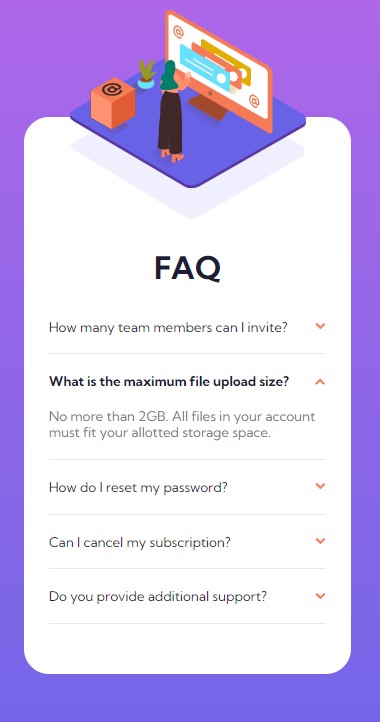 FAQ
How many team members can I invite?
What is the maximum file upload size?
No more than 2GB. All files in your account
must fit your allotted storage space.
How do I reset my password?
Can I cancel my subscription?
Do you provide additional support?